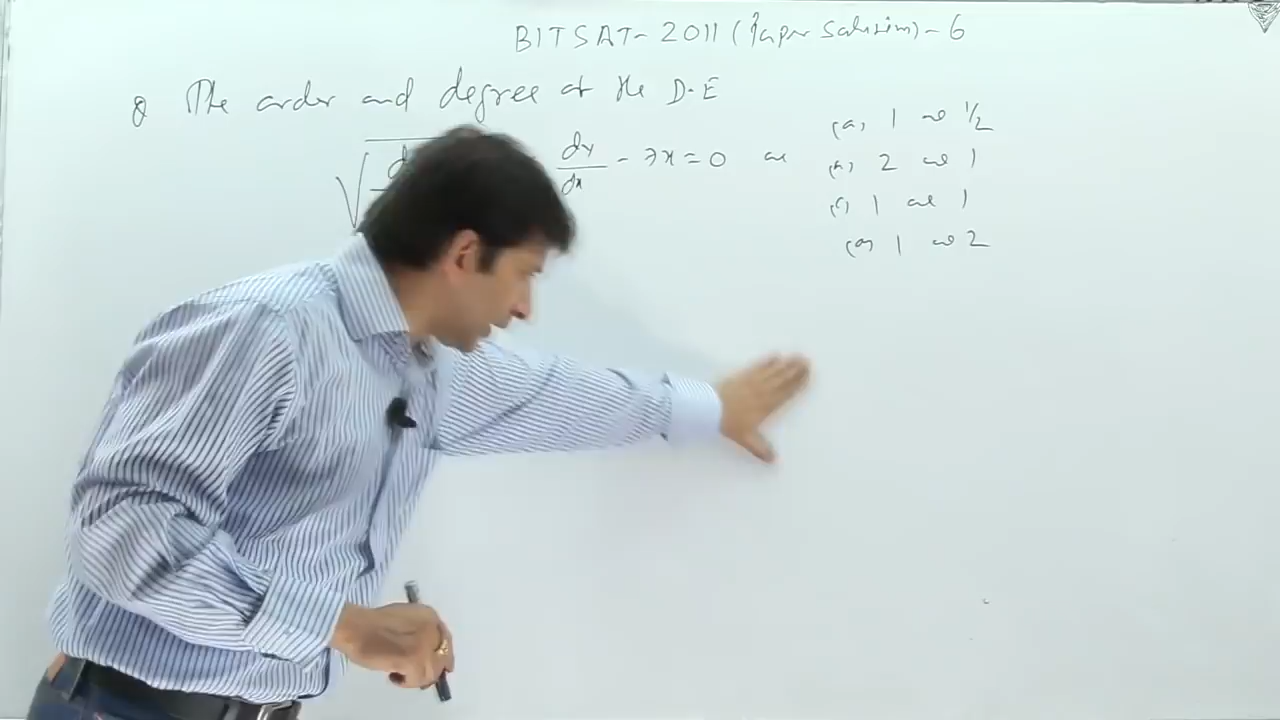 BITSAT- 2011 (Paper Solution) - 6
Q The order and degree of the D.E
√ d dy/dx - 7x = 0 are
(a) 1 and 1/2
(b) 2 and 1
(c) 1 and 1
(d) 1 and 2